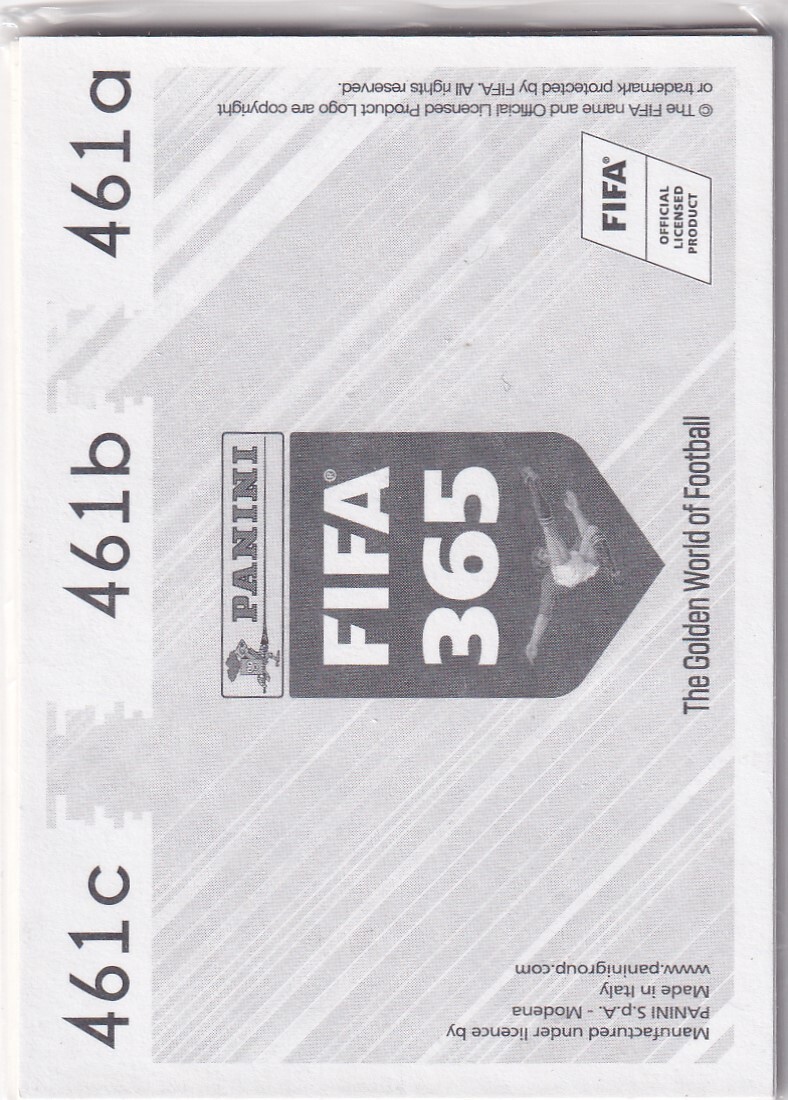 461a
461b
461c
© The FIFA name and Official Licensed Product Logo are copyright
or trademark protected by FIFA. All rights reserved.
FIFA®
OFFICIAL
LICENSED
PRODUCT
PANINI
FIFA®
365
The Golden World of Football
Manufactured under licence by
PANINI S.p.A. - Modena
Made in Italy
www.paninigroup.com